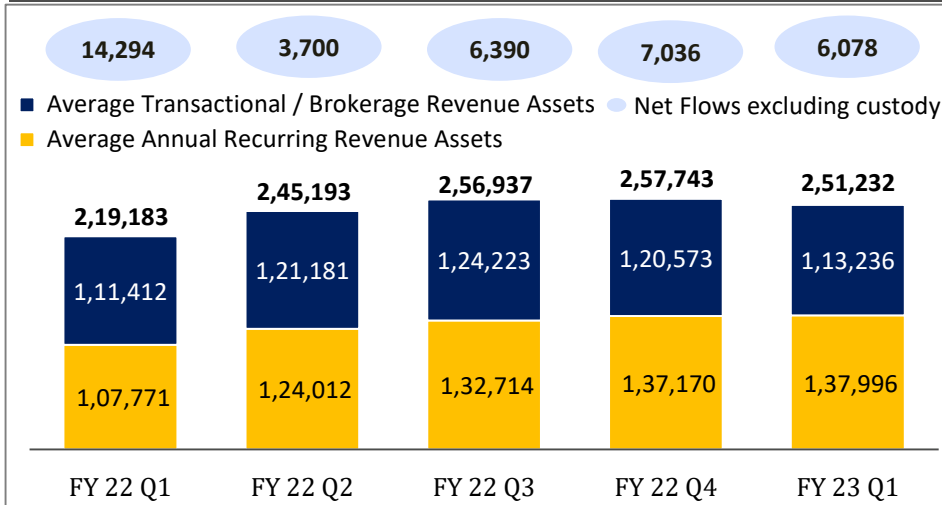 14,294 3,700 6,390 7,036 6,078
Average Transactional / Brokerage Revenue Assets Net Flows excluding custody
Average Annual Recurring Revenue Assets
2,19,183 2,45,193 2,56,937 2,57,743 2,51,232
1,11,412 1,21,181 1,24,223 1,20,573 1,13,236
1,07,771 1,24,012 1,32,714 1,37,170 1,37,996
FY 22 Q1 FY 22 Q2 FY 22 Q3 FY 22 Q4 FY 23 Q1